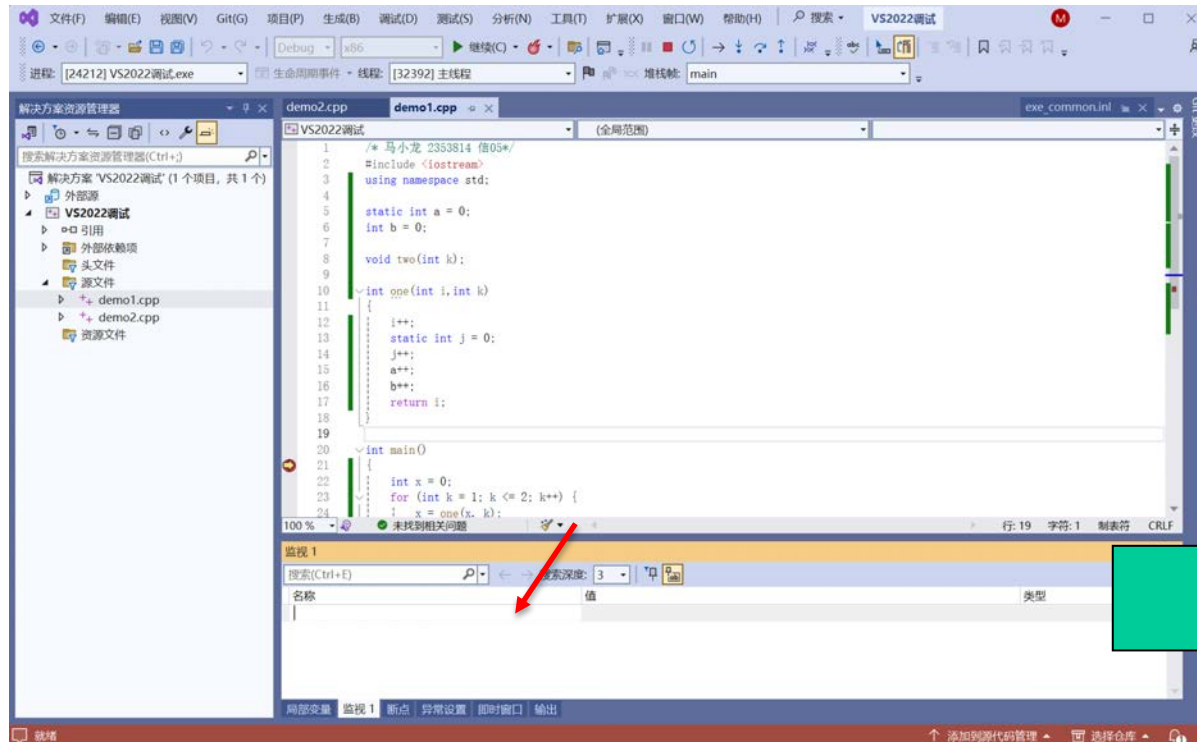 文件(F) 编辑(E) 视图(V) Git(G) 项目(P) 生成(B) 调试(D) 测试(S) 分析(N) 工具(T) 扩展(X) 窗口(W) 帮助(H) 搜索 VS2022调试 M
Debug x86 继续(C)
进程: [24212] VS2022调试.exe 生命周期事件 线程: [32392] 主线程 堆栈帧: main
解决方案资源管理器
搜索解决方案资源管理器(Ctrl+;)
解决方案 'VS2022调试' (1 个项目, 共 1 个)
外部源
VS2022调试
引用
外部依赖项
头文件
源文件
demo1.cpp
demo2.cpp
资源文件
demo2.cpp demo1.cpp exe_common.inl
VS2022调试 (全局范围)
1 /* 马小龙 2353814 信05*/
2 #include <iostream>
3 using namespace std;
4
5 static int a = 0;
6 int b = 0;
7
8 void two(int k);
9
10 int one(int i,int k)
11 {
12 i++;
13 static int j = 0;
14 j++;
15 a++;
16 b++;
17 return i;
18 }
19
20 int main()
21 {
22 int x = 0;
23 for (int k = 1; k <= 2; k++) {
24 x = one(x, k);
100 % 未找到相关问题 行: 19 字符: 1 制表符 CRLF
监视 1
搜索(Ctrl+E) 搜索深度: 3
名称 值 类型
局部变量 监视 1 断点 异常设置 即时窗口 输出
就绪 添加到源代码管理 选择仓库